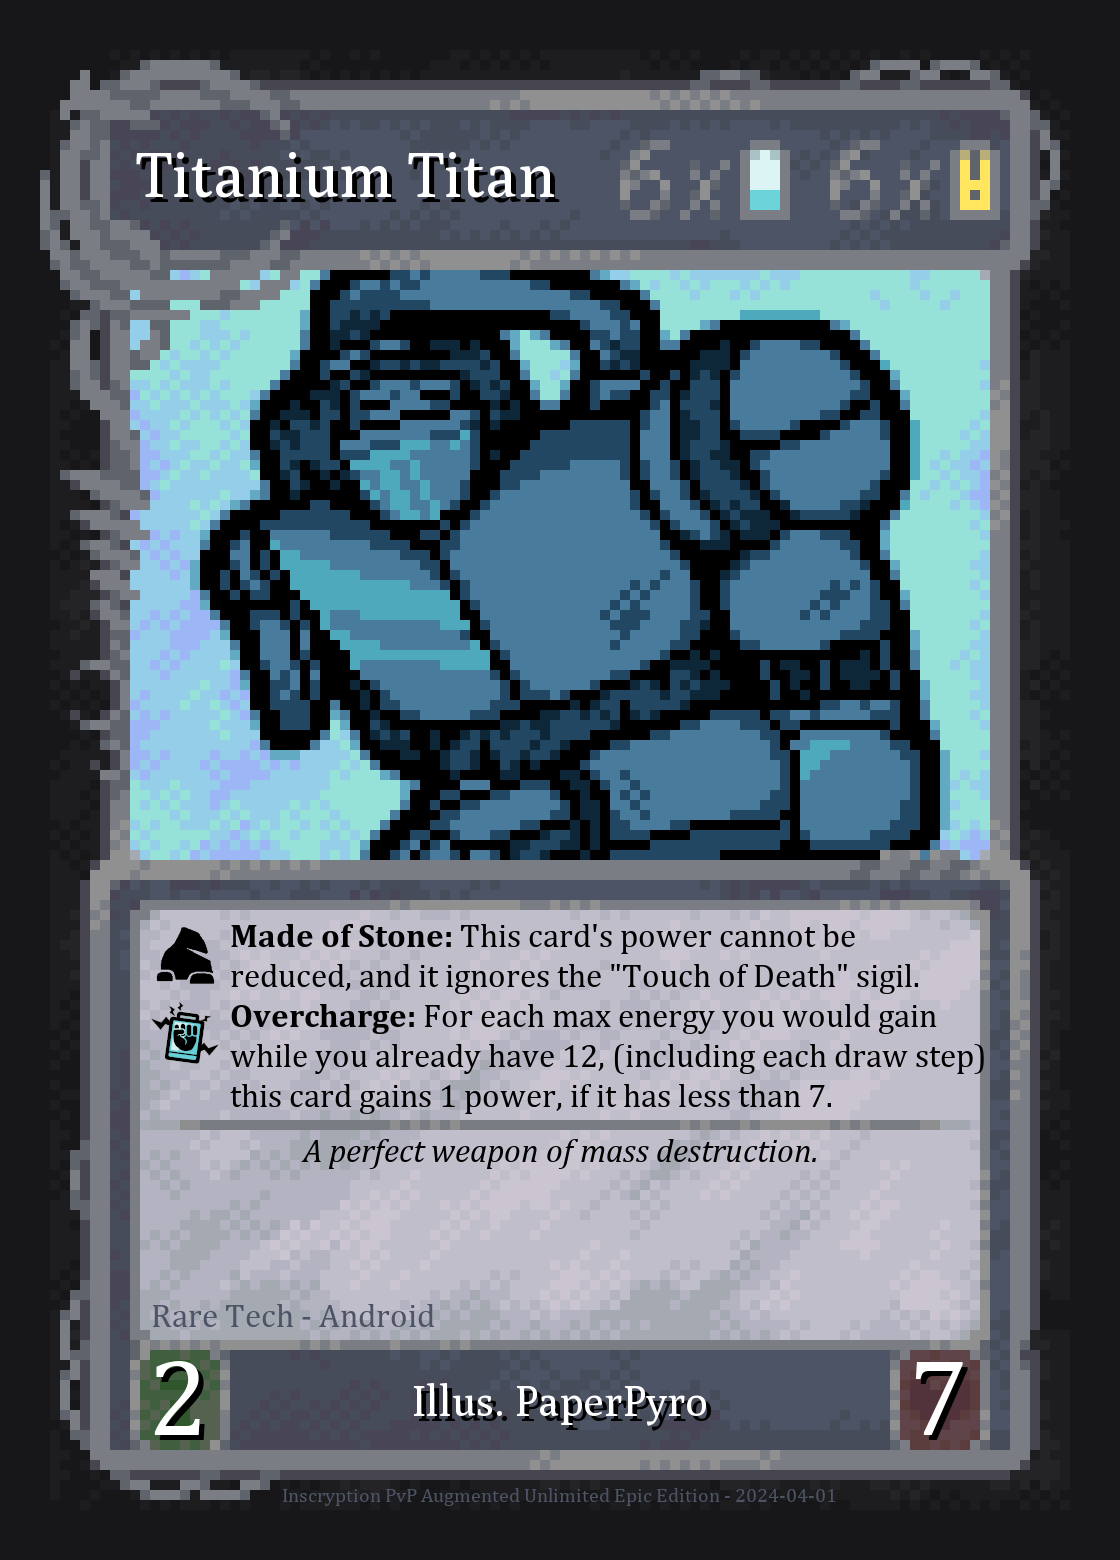 Titanium Titan 6x 6x
Made of Stone: This card's power cannot be
reduced, and it ignores the "Touch of Death" sigil.
Overcharge: For each max energy you would gain
while you already have 12, (including each draw step)
this card gains 1 power, if it has less than 7.
A perfect weapon of mass destruction.
Rare Tech - Android
2 Illus. PaperPyro 7
Inscryption PvP Augmented Unlimited Epic Edition - 2024-04-01